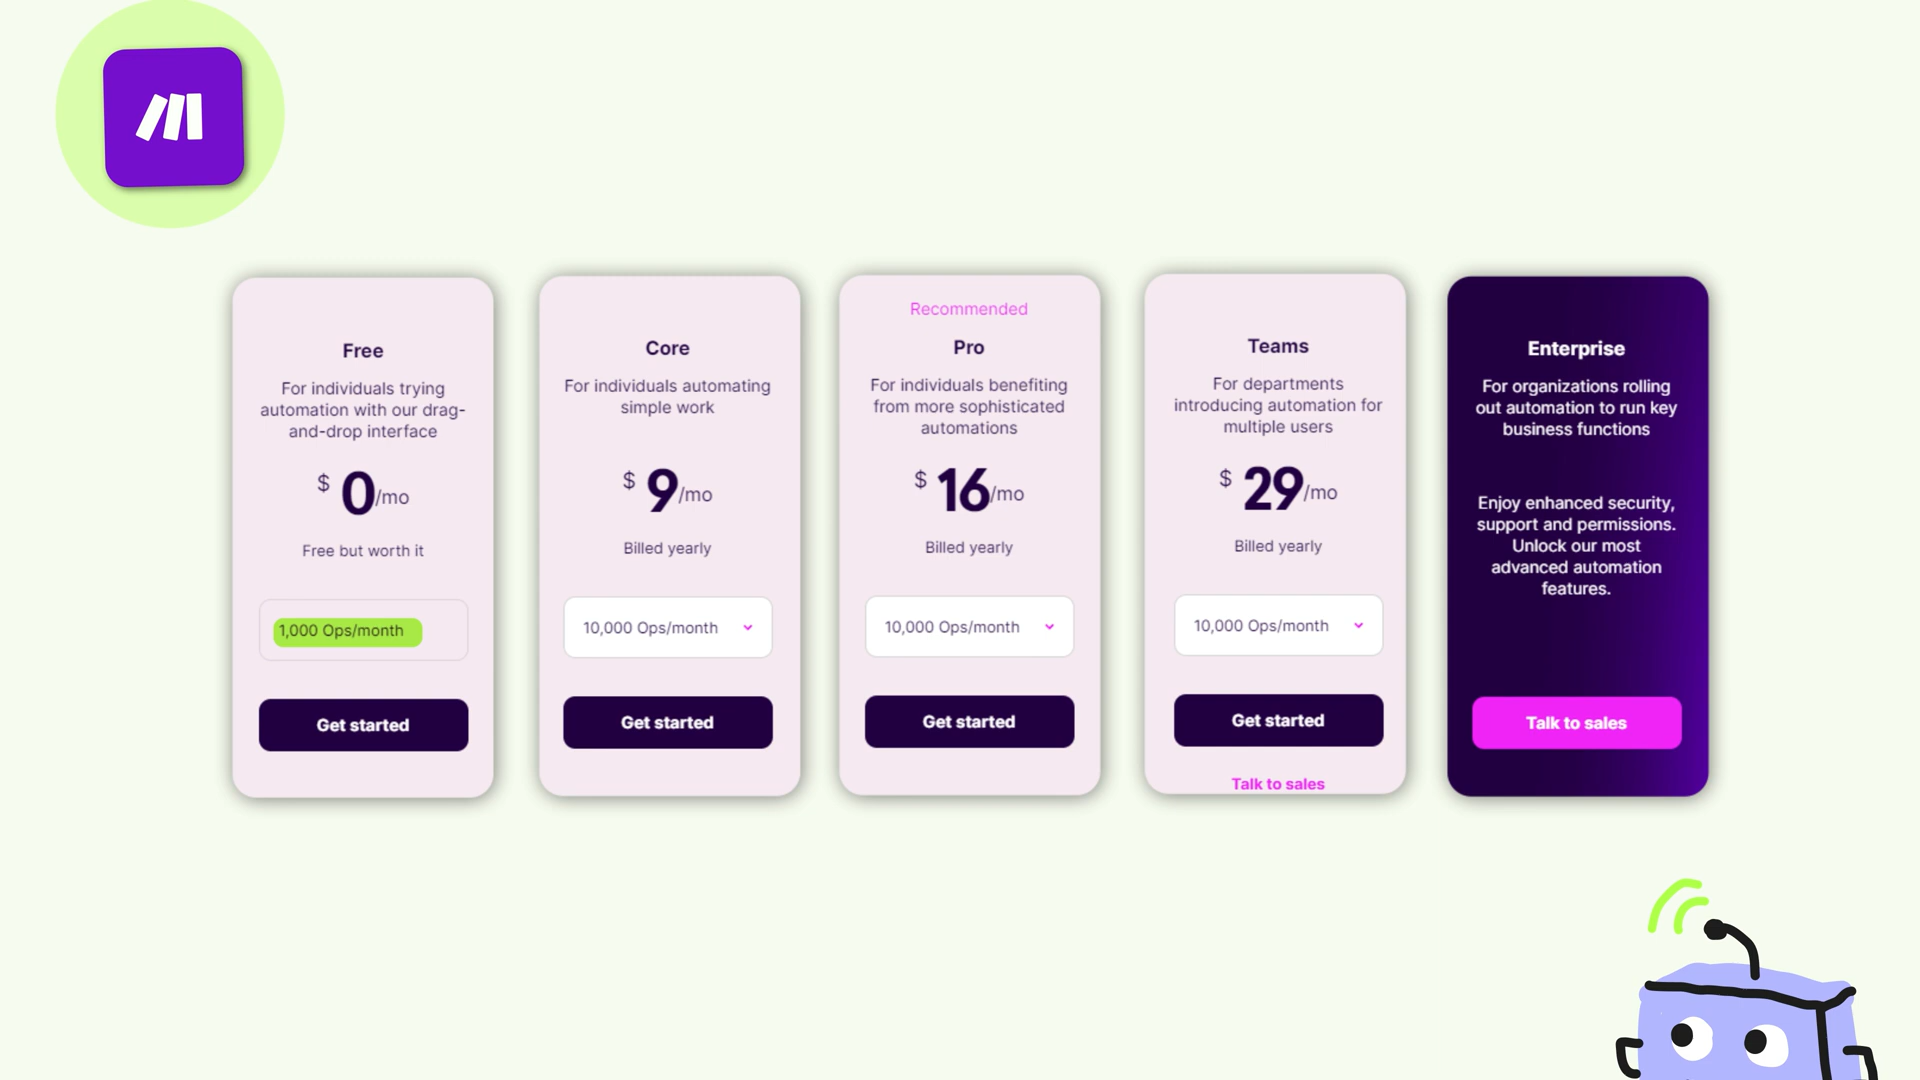 Free
For individuals trying
automation with our drag-
and-drop interface
$ 0/mo
Free but worth it
1,000 Ops/month
Get started
Core
For individuals automating
simple work
$ 9/mo
Billed yearly
10,000 Ops/month
Get started
Recommended
Pro
For individuals benefiting
from more sophisticated
automations
$ 16/mo
Billed yearly
10,000 Ops/month
Get started
Teams
For departments
introducing automation for
multiple users
$ 29/mo
Billed yearly
10,000 Ops/month
Get started
Talk to sales
Enterprise
For organizations rolling
out automation to run key
business functions
Enjoy enhanced security,
support and permissions.
Unlock our most
advanced automation
features.
Talk to sales